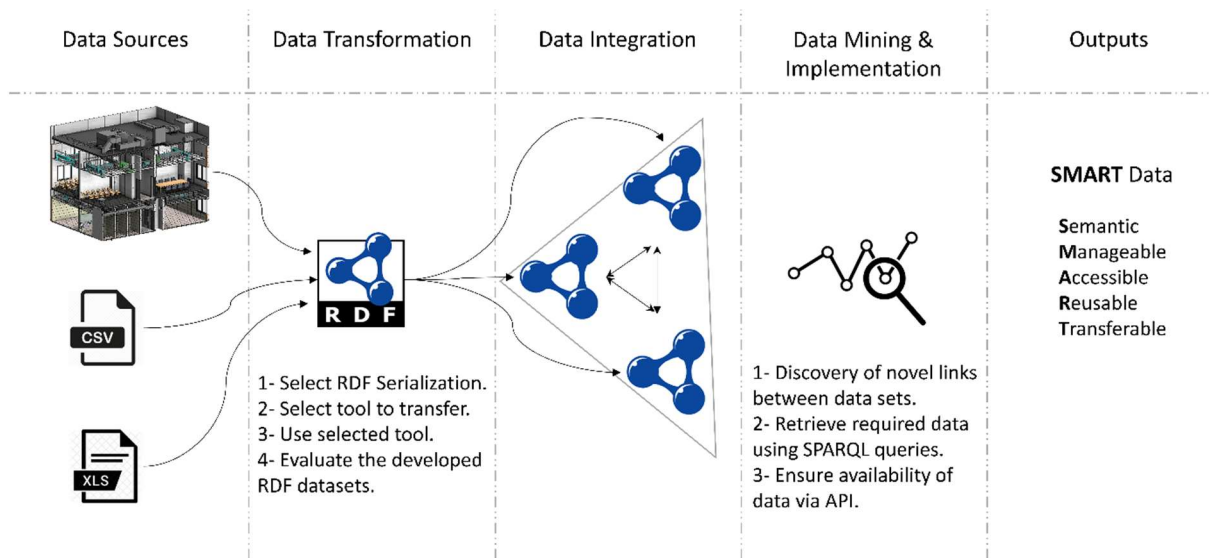 Data Sources
Data Transformation
Data Integration
Data Mining &
Implementation
Outputs
CSV
XLS
RDF
1- Select RDF Serialization.
2- Select tool to transfer.
3- Use selected tool.
4- Evaluate the developed
RDF datasets.
1- Discovery of novel links
between data sets.
2- Retrieve required data
using SPARQL queries.
3- Ensure availability of
data via API.
SMART Data
Semantic
Manageable
Accessible
Reusable
Transferable